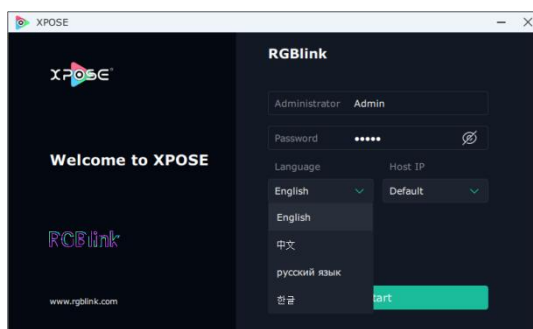 XPOSE
XPOSE
Welcome to XPOSE
RGBlink
www.rgblink.com
RGBlink
Administrator Admin
Password •••••
Language Host IP
English Default
English
中文
русский язык
한글
tart